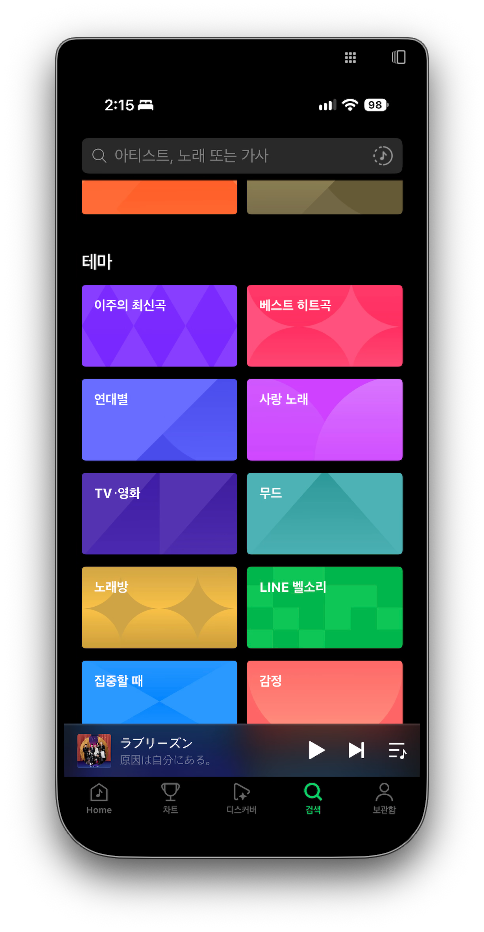 2:15
98
아티스트, 노래 또는 가사
테마
이주의 최신곡
베스트 히트곡
연대별
사랑 노래
TV·영화
무드
노래방
LINE 벨소리
집중할 때
감정
ラブリーズン
原因は自分にある。
Home
차트
디스커버
검색
보관함